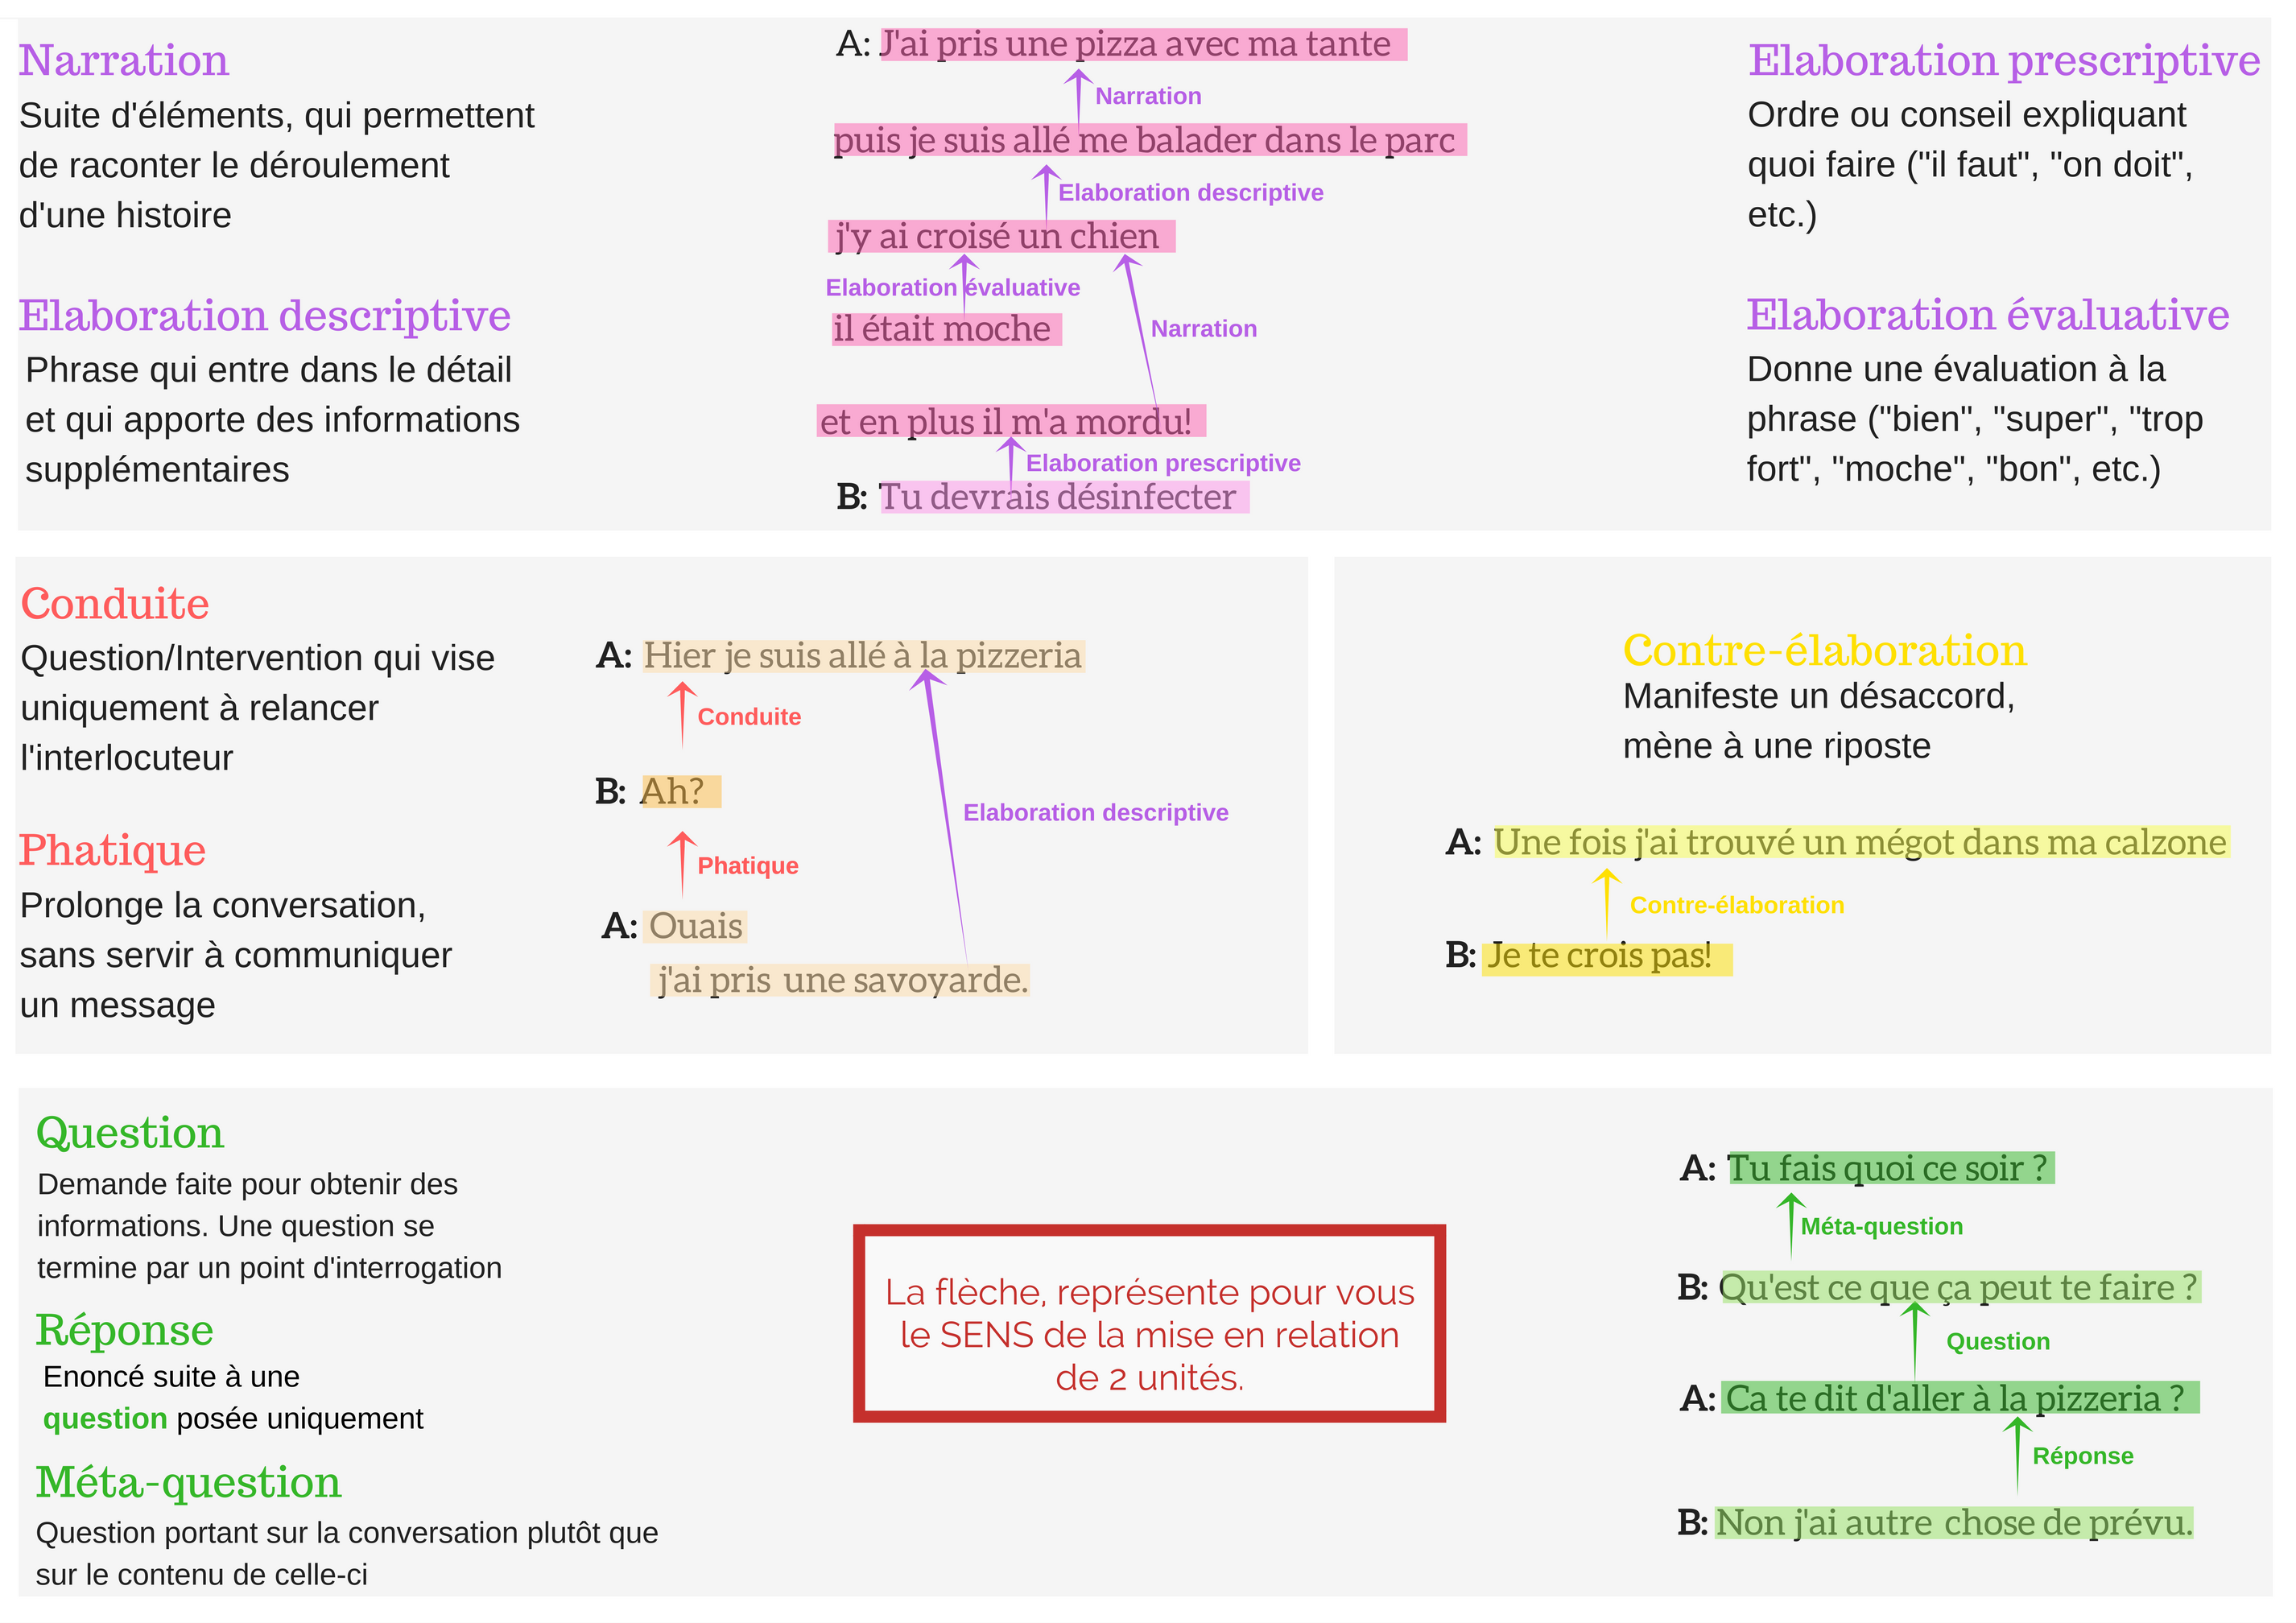 Narration
Suite d'éléments, qui permettent
de raconter le déroulement
d'une histoire
Elaboration descriptive
Phrase qui entre dans le détail
et qui apporte des informations
supplémentaires
A: J'ai pris une pizza avec ma tante
Narration
puis je suis allé me balader dans le parc
Elaboration descriptive
j'y ai croisé un chien
Elaboration évaluative
il était moche
Narration
et en plus il m'a mordu!
Elaboration prescriptive
B: Tu devrais désinfecter
Elaboration prescriptive
Ordre ou conseil expliquant
quoi faire ("il faut", "on doit",
etc.)
Elaboration évaluative
Donne une évaluation à la
phrase ("bien", "super", "trop
fort", "moche", "bon", etc.)
Conduite
Question/Intervention qui vise
uniquement à relancer
l'interlocuteur
Phatique
Prolonge la conversation,
sans servir à communiquer
un message
A: Hier je suis allé à la pizzeria
Conduite
B: Ah?
Elaboration descriptive
Phatique
A: Ouais
j'ai pris une savoyarde.
Contre-élaboration
Manifeste un désaccord,
mène à une riposte
A: Une fois j'ai trouvé un mégot dans ma calzone
Contre-élaboration
B: Je te crois pas!
Question
Demande faite pour obtenir des
informations. Une question se
termine par un point d'interrogation
Réponse
Enoncé suite à une
question posée uniquement
Méta-question
Question portant sur la conversation plutôt que
sur le contenu de celle-ci
La flèche, représente pour vous
le SENS de la mise en relation
de 2 unités.
A: Tu fais quoi ce soir ?
Méta-question
B: Qu'est ce que ça peut te faire ?
Question
A: Ca te dit d'aller à la pizzeria ?
Réponse
B: Non j'ai autre chose de prévu.